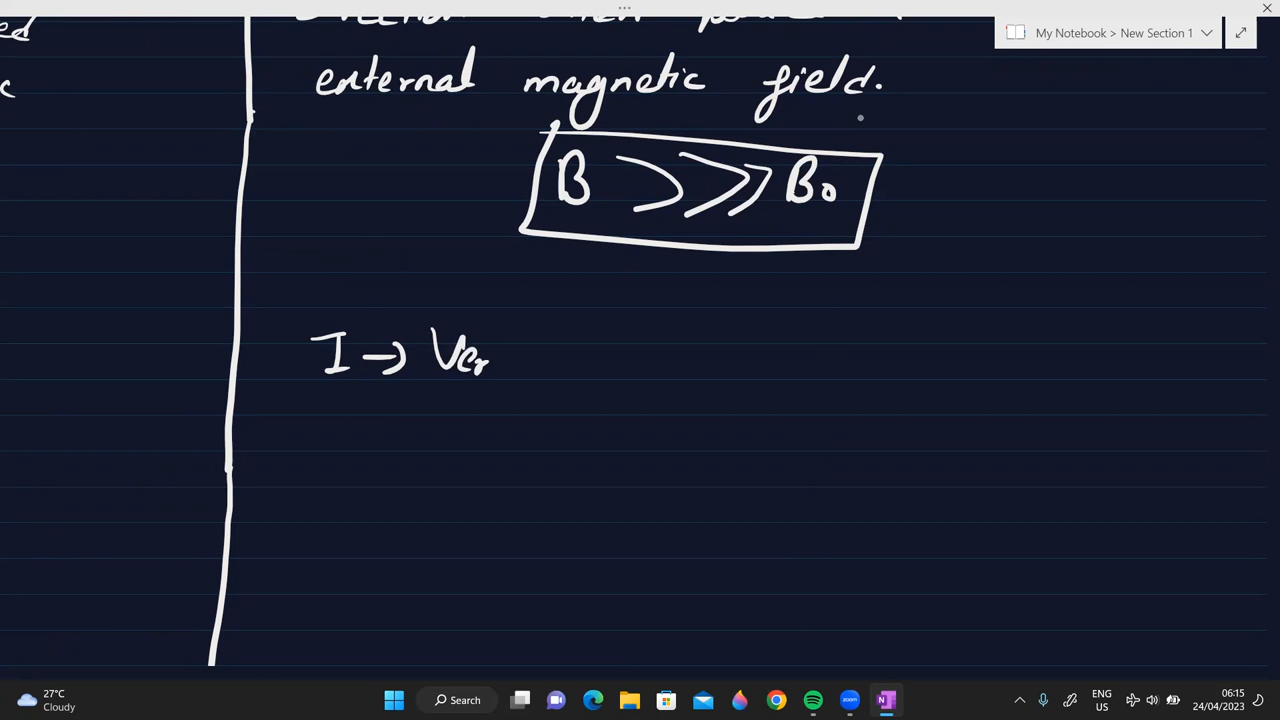 My Notebook > New Section 1
external magnetic field.
B >>> B0
I → Ver
27°C
Cloudy
Search
ENG
US
06:15
24/04/2023